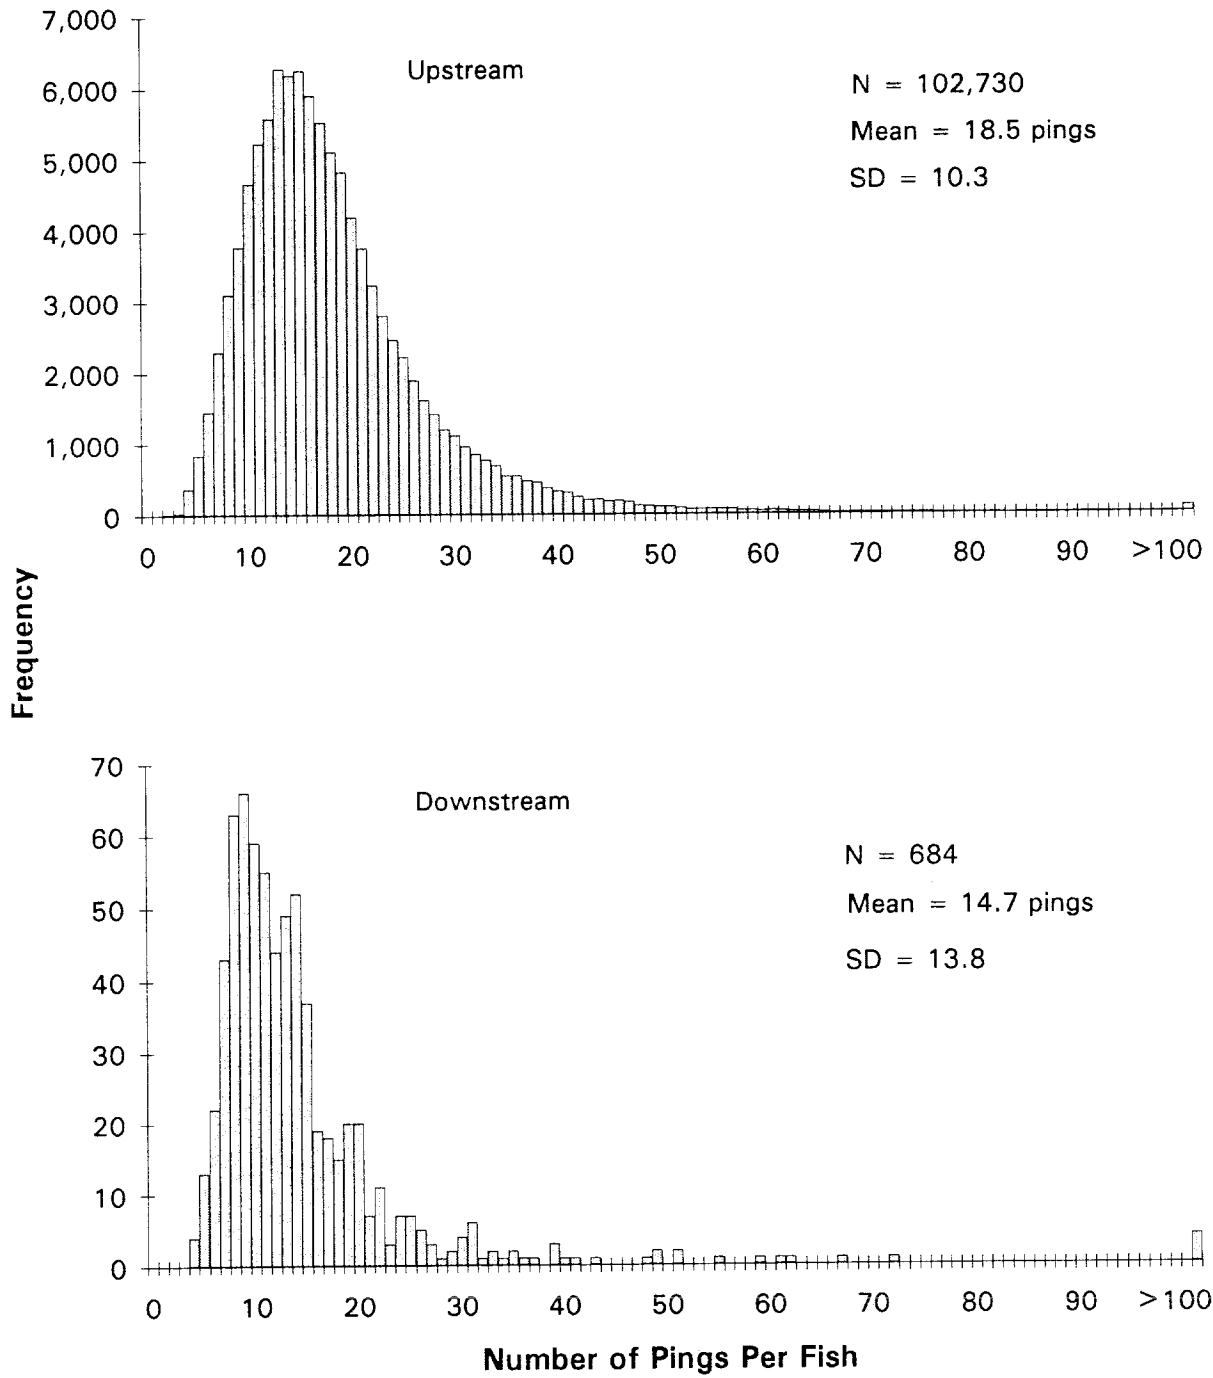 7,000
Upstream
N = 102,730
6,000
Mean = 18.5 pings
5,000
SD = 10.3
4,000
3,000
2,000
1,000
0
0 10 20 30 40 50 60 70 80 90 >100
Frequency
70
Downstream
60
N = 684
50
Mean = 14.7 pings
40
SD = 13.8
30
20
10
0
0 10 20 30 40 50 60 70 80 90 >100
Number of Pings Per Fish